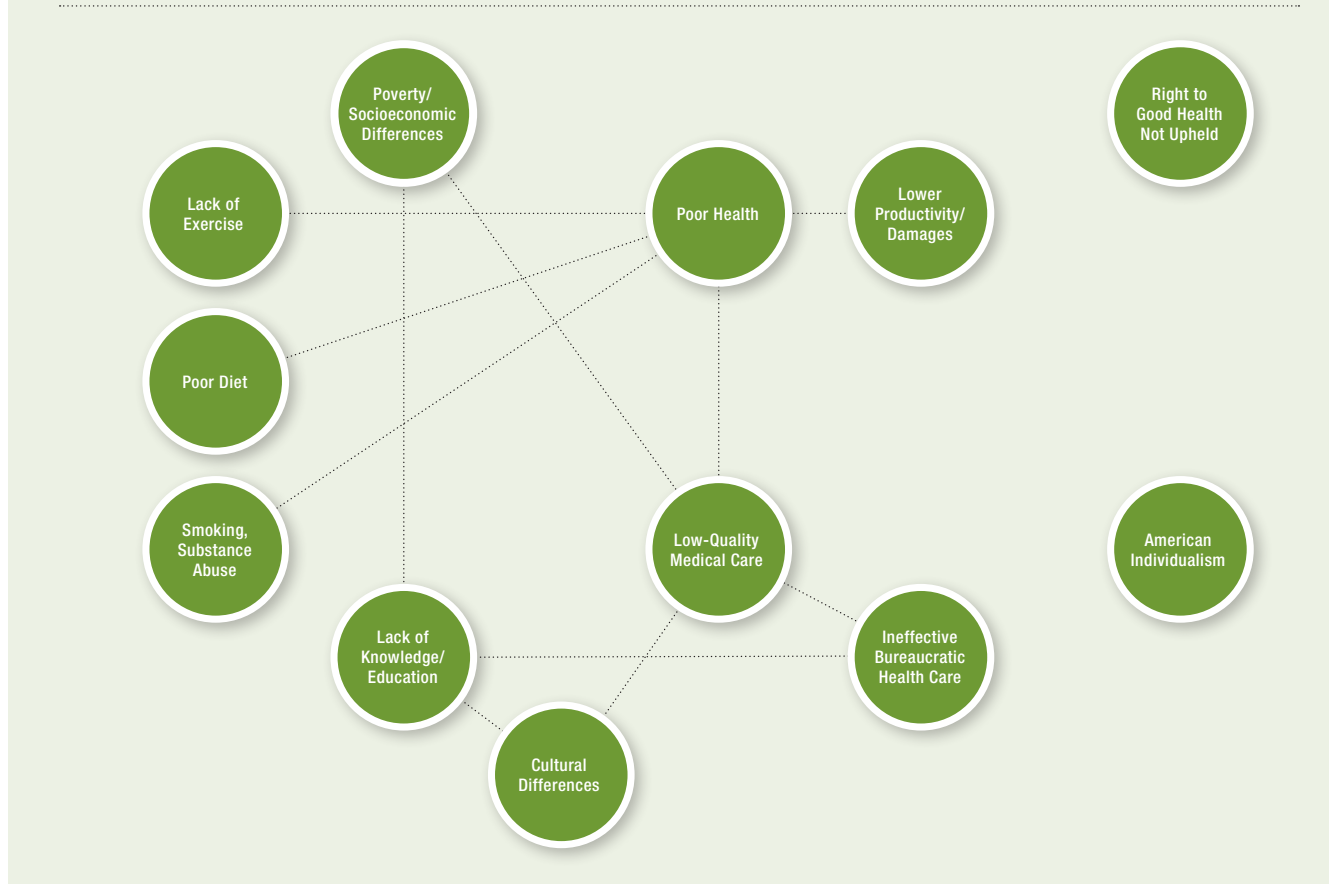 Poverty/
Socioeconomic
Differences
Right to
Good Health
Not Upheld
Lack of
Exercise
Poor Health
Lower
Productivity/
Damages
Poor Diet
Smoking,
Substance
Abuse
Low-Quality
Medical Care
American
Individualism
Lack of
Knowledge/
Education
Ineffective
Bureaucratic
Health Care
Cultural
Differences